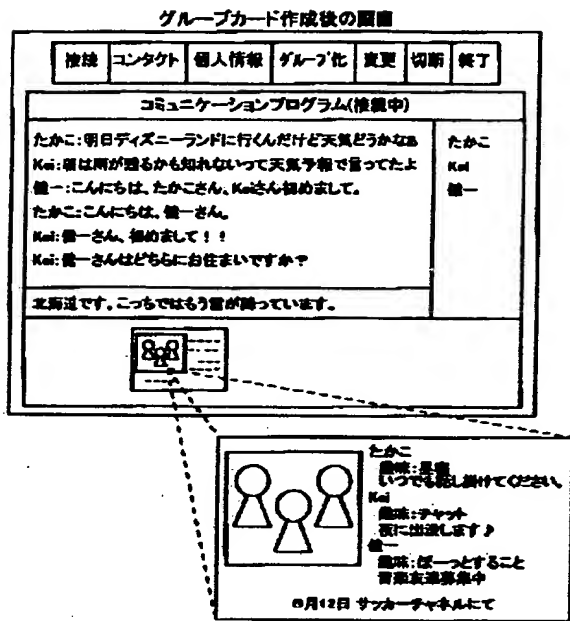 グループカード作成後の画面
接続 コンタクト 個人情報 グループ化 変更 切断 終了
コミュニケーションプログラム(接続中)
たかこ:明日ディズニーランドに行くんだけど天気どうかなあ
Kei:朝は雨が残るかも知れないって天気予報で言ってたよ
健一:こんにちは、たかこさん、Keiさん初めまして。
たかこ:こんにちは、健一さん。
Kei:健一さん、初めまして!!
Kei:健一さんはどちらにお住まいですか?
たかこ
Kei
健一
北海道です。こっちではもう雪が降っています。
たかこ
趣味:
いつでも話し掛けてください。
Kei
趣味:チャット
夜に出没します♪
健一
趣味:ぼーっとすること
音楽友達募集中
月12日 サッカーチャネルにて